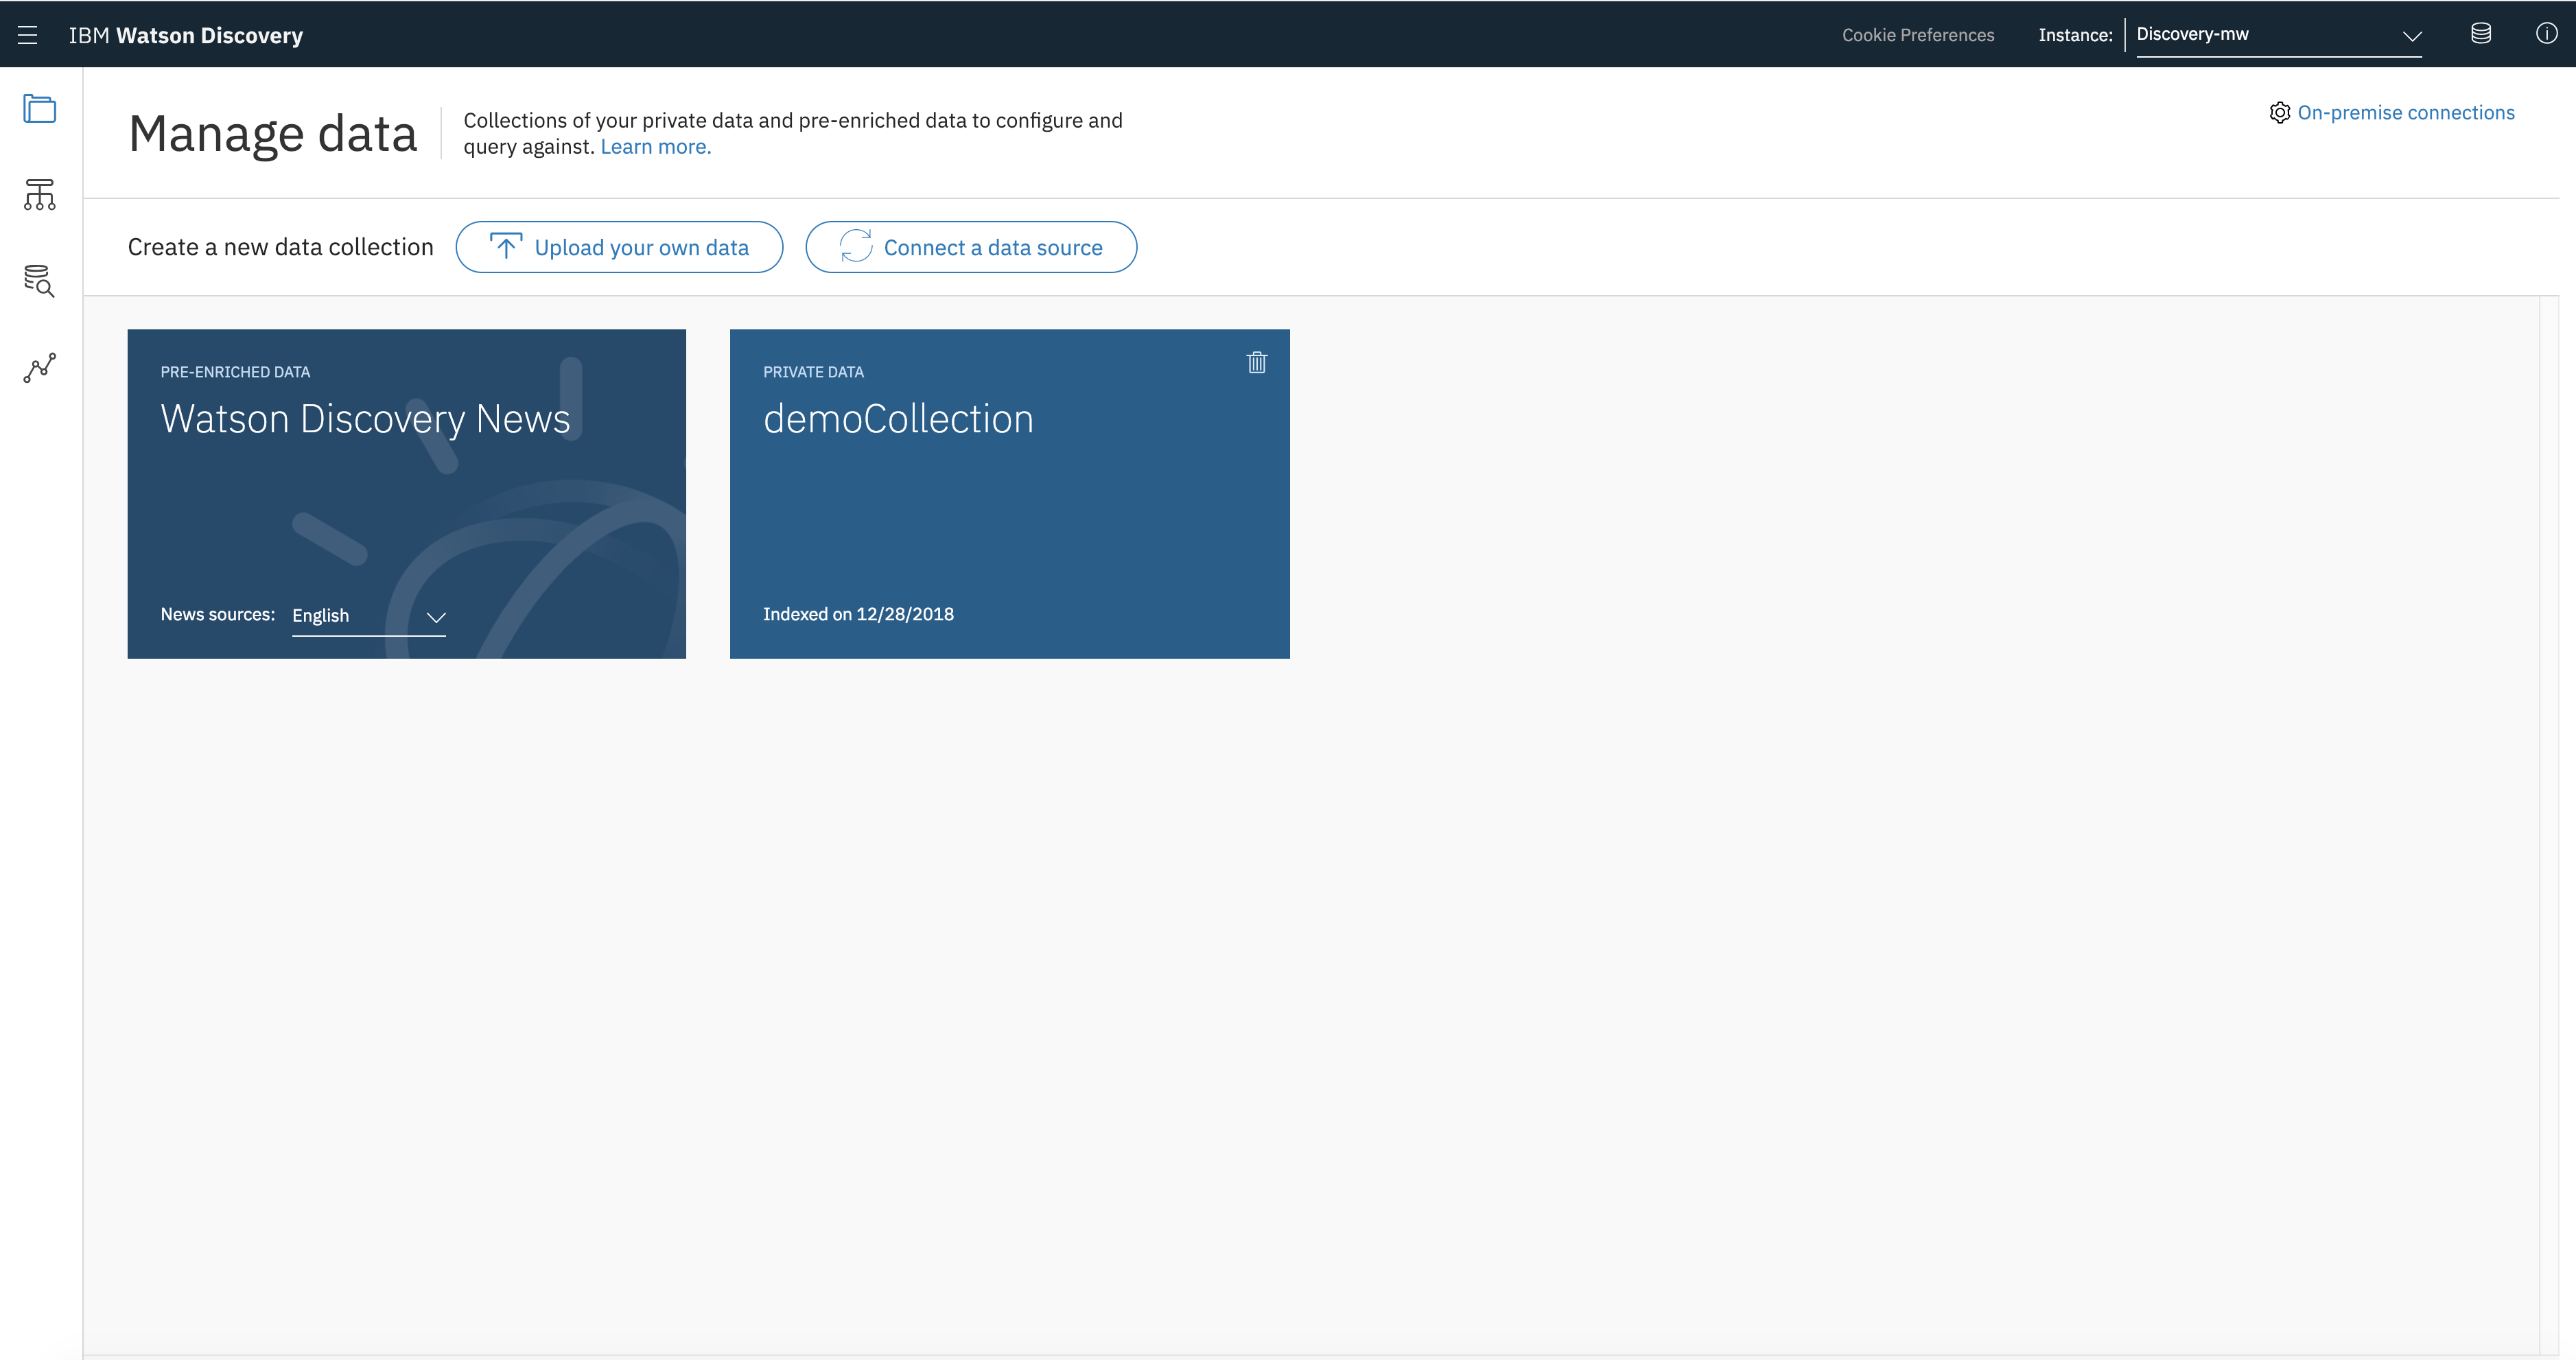 IBM Watson Discovery
Cookie Preferences
Instance:
Discovery-mw
Manage data
Collections of your private data and pre-enriched data to configure and
query against. Learn more.
On-premise connections
Create a new data collection
Upload your own data
Connect a data source
PRE-ENRICHED DATA
Watson Discovery News
News sources:
English
PRIVATE DATA
demoCollection
Indexed on 12/28/2018